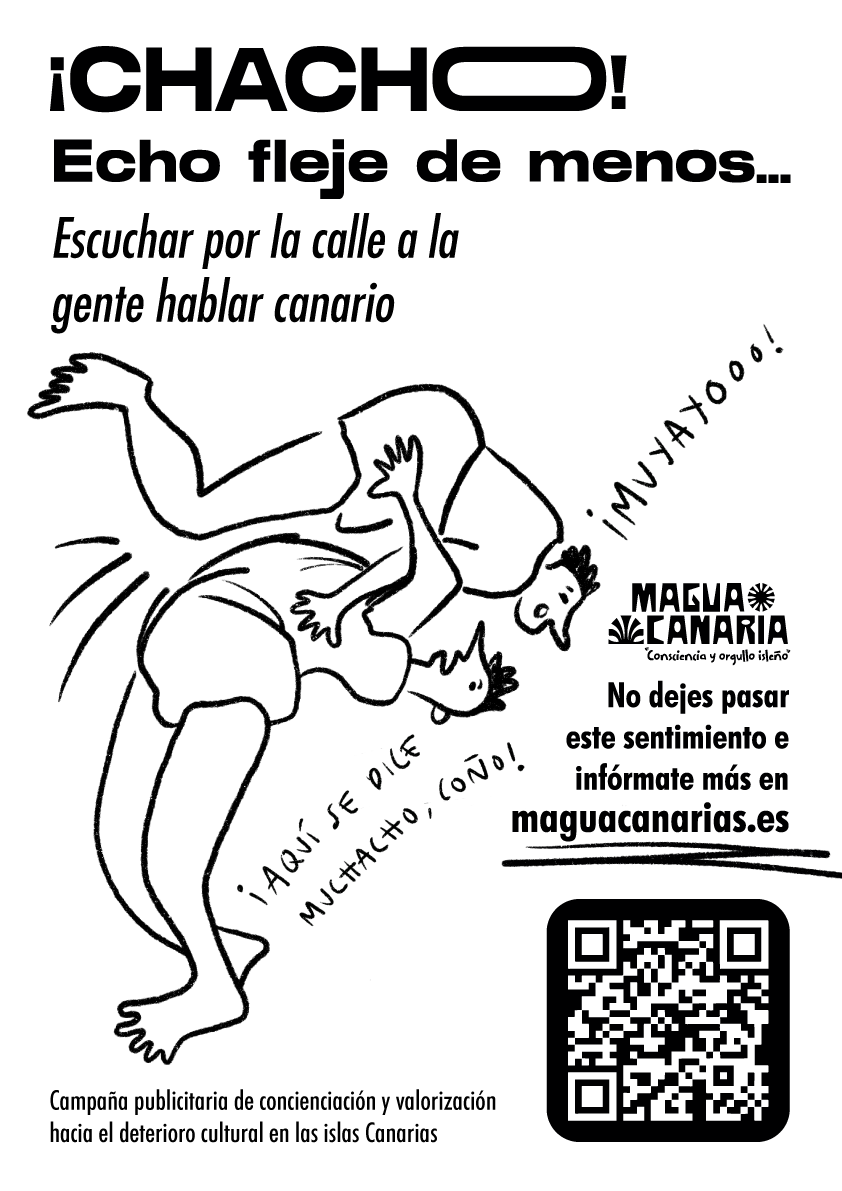 ¡CHACHO!
Echo fleje de menos...
Escuchar por la calle a la
gente hablar canario
¡MUYAYOOOO!
MAGUA
CANARIA
"Consciencia y orgullo isleño"
No dejes pasar
este sentimiento e
infórmate más en
maguacanarias.es
¡AQUÍ SE DICE
MUCHACHO, COÑO!
Campaña publicitaria de concienciación y valorización
hacia el deterioro cultural en las islas Canarias